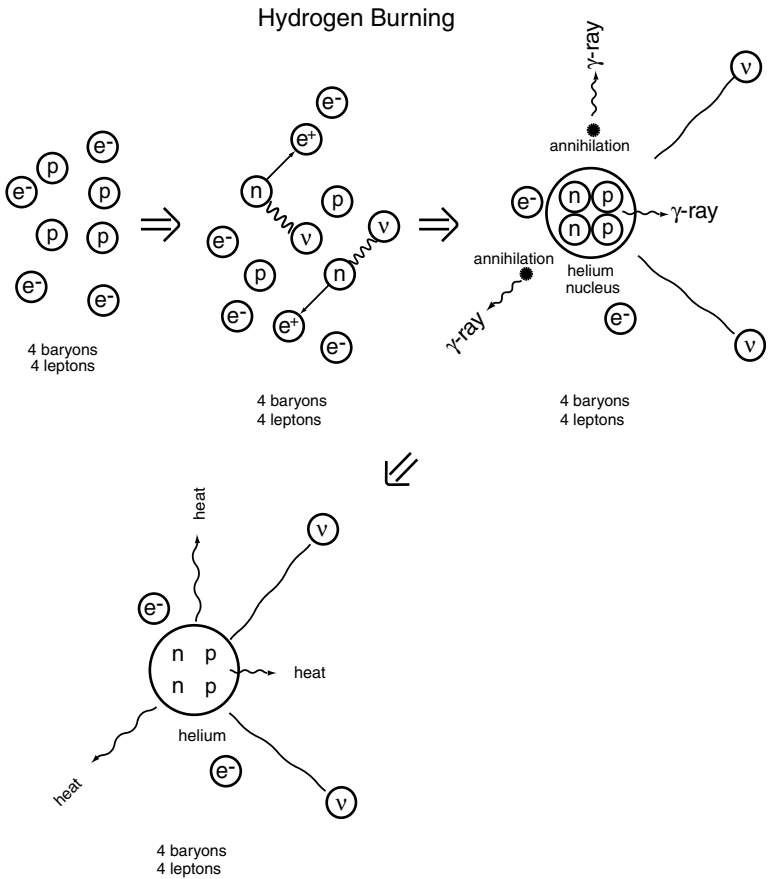 Hydrogen Burning
e-
p
e-
p
p
p
e-
e-
4 baryons
4 leptons
⇒
e-
e+
n
p
ν
e-
ν
p
n
e-
e+
e-
4 baryons
4 leptons
⇒
γ-ray
annihilation
ν
e-
n p
n p
γ-ray
annihilation
helium
nucleus
γ-ray
e-
ν
4 baryons
4 leptons
heat
ν
e-
n p
n p
heat
helium
e-
heat
ν
4 baryons
4 leptons